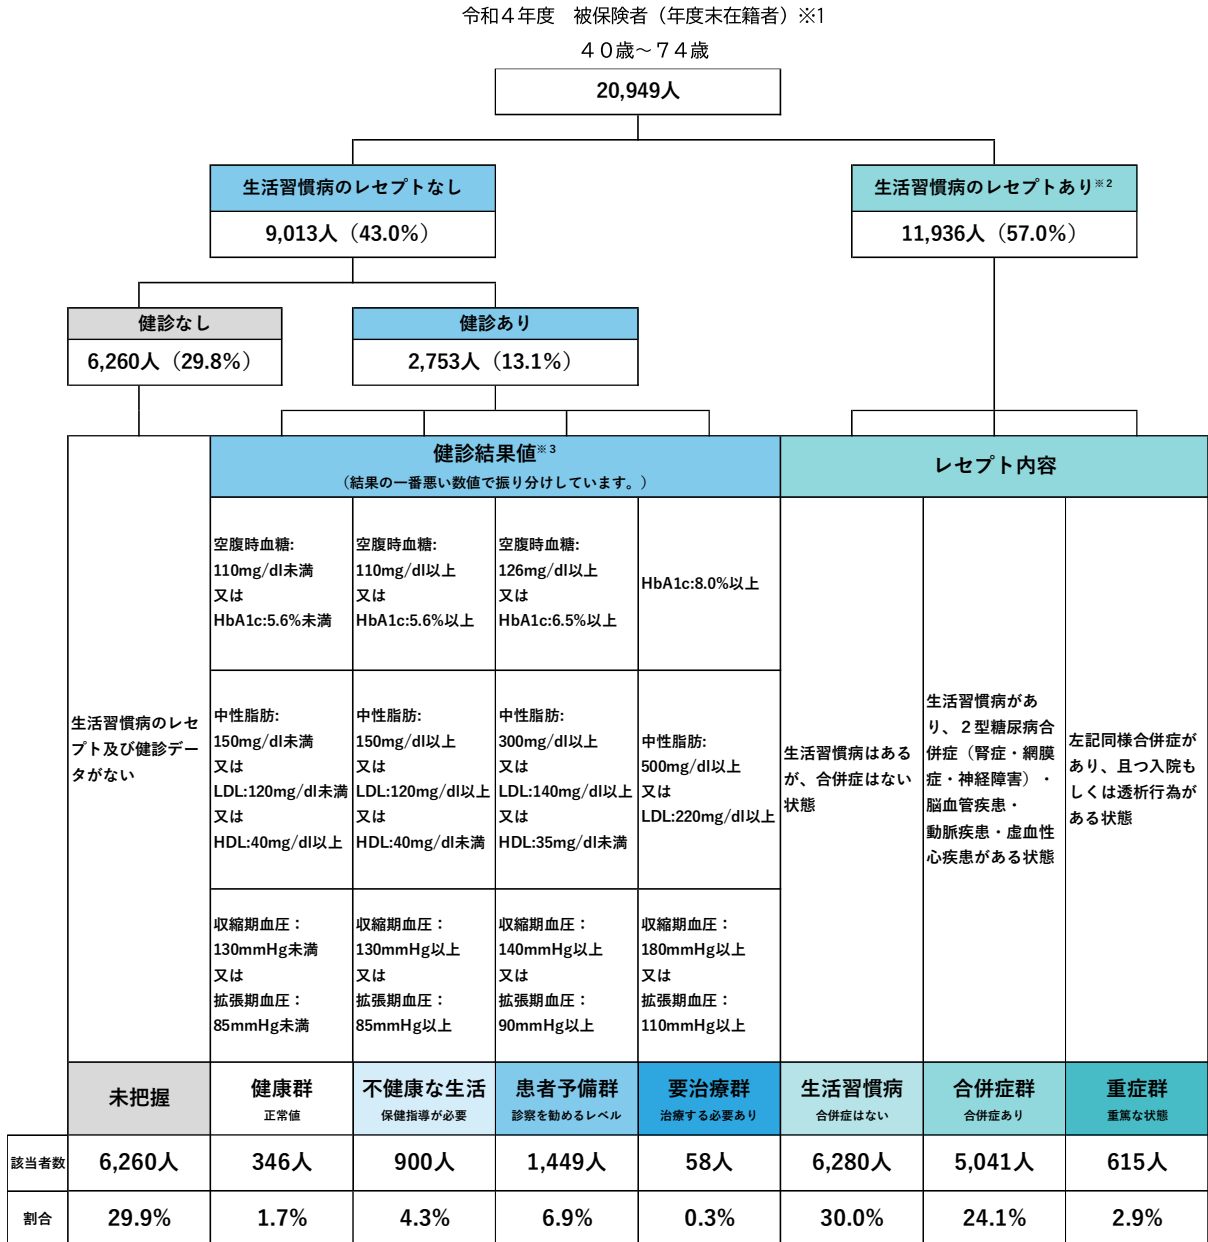 令和４年度　被保険者（年度末在籍者）※1
４０歳～７４歳
20,949人
生活習慣病のレセプトなし
9,013人（43.0%）
生活習慣病のレセプトあり※2
11,936人（57.0%）
健診なし
6,260人（29.8%）
健診あり
2,753人（13.1%）
健診結果値※3
（結果の一番悪い数値で振り分けしています。）
レセプト内容
生活習慣病のレセ
プト及び健診デー
タがない
空腹時血糖:
110mg/dl未満
又は
HbA1c:5.6%未満
空腹時血糖:
110mg/dl以上
又は
HbA1c:5.6%以上
空腹時血糖:
126mg/dl以上
又は
HbA1c:6.5%以上
HbA1c:8.0%以上
中性脂肪:
150mg/dl未満
又は
LDL:120mg/dl未満
又は
HDL:40mg/dl以上
中性脂肪:
150mg/dl以上
又は
LDL:120mg/dl以上
又は
HDL:40mg/dl未満
中性脂肪:
300mg/dl以上
又は
LDL:140mg/dl以上
又は
HDL:35mg/dl未満
中性脂肪:
500mg/dl以上
又は
LDL:220mg/dl以上
収縮期血圧：
130mmHg未満
又は
拡張期血圧：
85mmHg未満
収縮期血圧：
130mmHg以上
又は
拡張期血圧：
85mmHg以上
収縮期血圧：
140mmHg以上
又は
拡張期血圧：
90mmHg以上
収縮期血圧：
180mmHg以上
又は
拡張期血圧：
110mmHg以上
生活習慣病はある
が、合併症はない
状態
生活習慣病があ
り、２型糖尿病合
併症（腎症・網膜
症・神経障害）・
脳血管疾患・
動脈疾患・虚血性
心疾患がある状態
左記同様合併症が
あり、且つ入院も
しくは透析行為が
ある状態
未把握
健康群
正常値
不健康な生活
保健指導が必要
患者予備群
診察を勧めるレベル
要治療群
治療する必要あり
生活習慣病
合併症はない
合併症群
合併症あり
重症群
重篤な状態
該当者数 6,260人 346人 900人 1,449人 58人 6,280人 5,041人 615人
割合 29.9% 1.7% 4.3% 6.9% 0.3% 30.0% 24.1% 2.9%